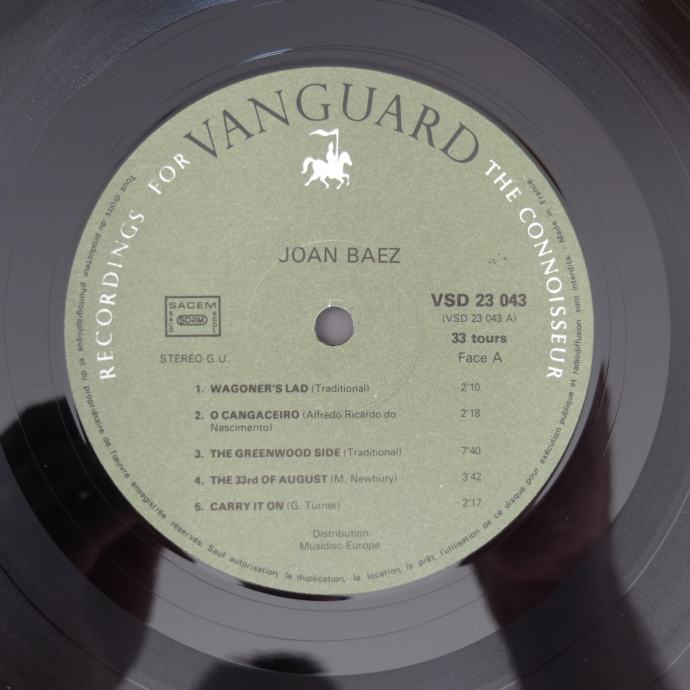 VANGUARD
RECORDINGS FOR THE CONNOISSEUR
JOAN BAEZ
SACEM
SACD SDRM SGDL
STÉRÉO-G.U.
VSD 23 043
(VSD 23 043 A)
33 tours
Face A
1. WAGONER'S LAD (Traditional) 2'10
2. O CANGACEIRO (Alfredo Ricardo do 2'18
Nascimento)
3. THE GREENWOOD SIDE (Traditional) 7'40
4. THE 33rd OF AUGUST (M. Newbury) 3'42
5. CARRY IT ON (G. Turner) 2'17
Distribution
Musidisc-Europe
Tous droits du producteur phonographique et du propriétaire de l'œuvre enregistrée réservés. Sauf autorisation, la duplication, la location, le prêt, l'utilisation de ce disque pour exécution publique et radiodiffusion sont interdits. - Made in France.